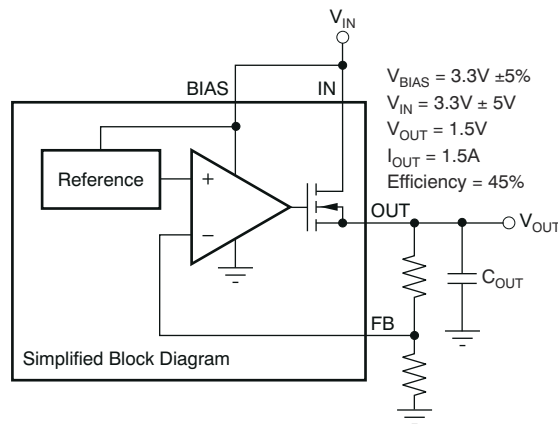 V_IN
BIAS
IN
V_BIAS = 3.3V ±5%
V_IN = 3.3V ± 5V
V_OUT = 1.5V
I_OUT = 1.5A
Efficiency = 45%
Reference
+
−
OUT
V_OUT
C_OUT
FB
Simplified Block Diagram